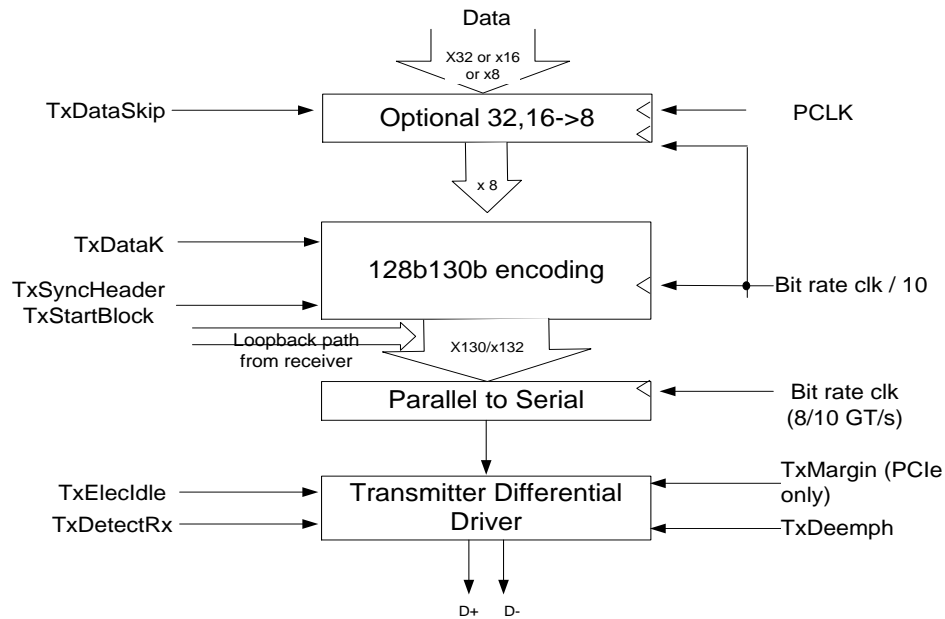 Data
X32 or x16
or x8
TxDataSkip
Optional 32,16->8
PCLK
x 8
TxDataK
128b130b encoding
TxSyncHeader
TxStartBlock
Bit rate clk / 10
Loopback path
from receiver
X130/x132
Parallel to Serial
Bit rate clk
(8/10 GT/s)
TxElecIdle
TxDetectRx
Transmitter Differential
Driver
TxMargin (PCIe
only)
TxDeemph
D+ D-